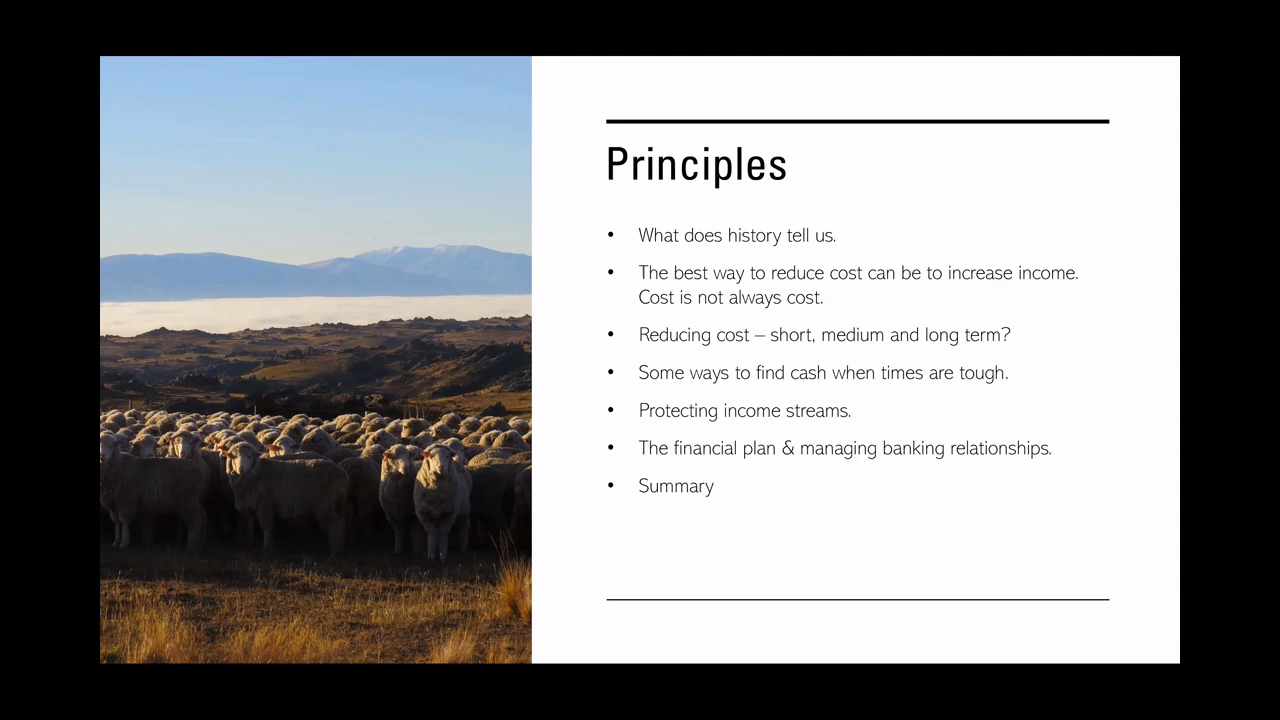 Principles
• What does history tell us.
• The best way to reduce cost can be to increase income.
Cost is not always cost.
• Reducing cost – short, medium and long term?
• Some ways to find cash when times are tough.
• Protecting income streams.
• The financial plan & managing banking relationships.
• Summary